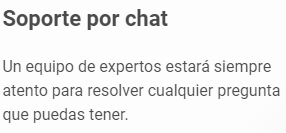 Soporte por chat
Un equipo de expertos estará siempre
atento para resolver cualquier pregunta
que puedas tener.